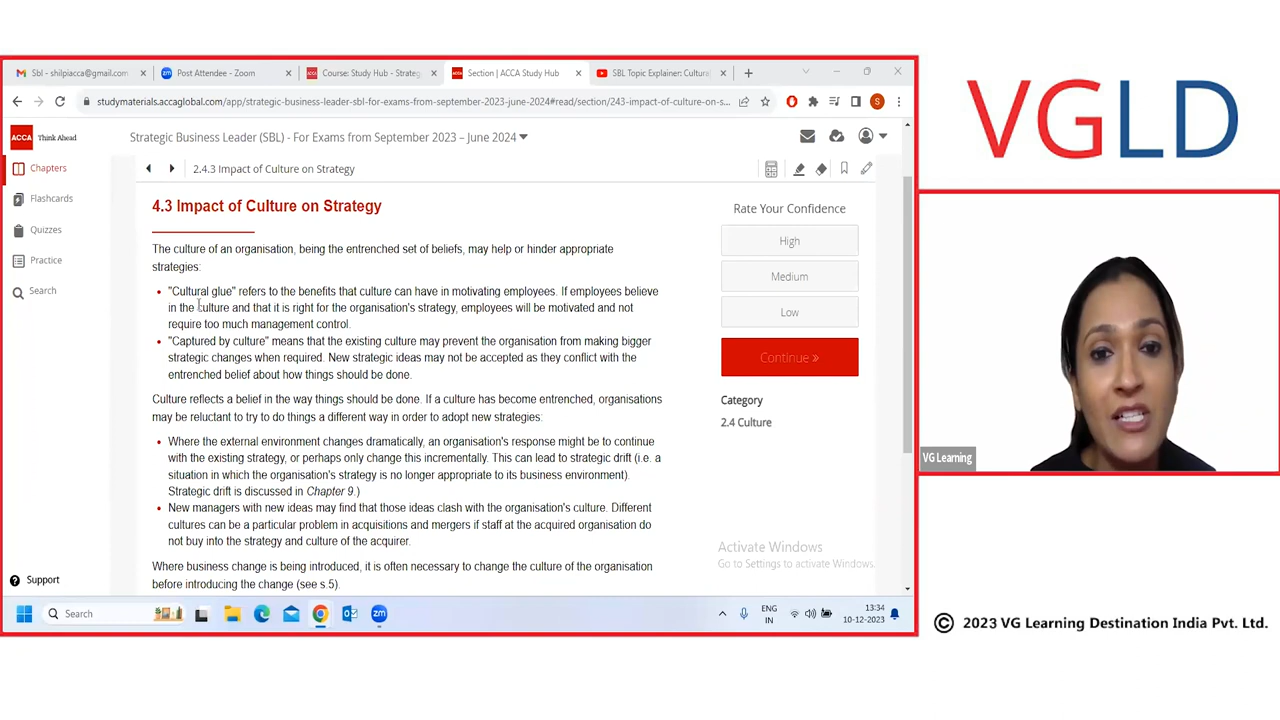 Sbl - shilpiacca@gmail.com
Post Attendee - Zoom
Course: Study Hub - Strateg
Section | ACCA Study Hub
SBL Topic Explainer: Cultural
studymaterials.accaglobal.com/app/strategic-business-leader-sbl-for-exams-from-september-2023-june-2024#read/section/243-impact-of-culture-on-s...
S
ACCA Think Ahead
Strategic Business Leader (SBL) - For Exams from September 2023 – June 2024
Chapters
Flashcards
Quizzes
Practice
Search
Support
2.4.3 Impact of Culture on Strategy
4.3 Impact of Culture on Strategy
The culture of an organisation, being the entrenched set of beliefs, may help or hinder appropriate
strategies:
• "Cultural glue" refers to the benefits that culture can have in motivating employees. If employees believe
in the culture and that it is right for the organisation's strategy, employees will be motivated and not
require too much management control.
• "Captured by culture" means that the existing culture may prevent the organisation from making bigger
strategic changes when required. New strategic ideas may not be accepted as they conflict with the
entrenched belief about how things should be done.
Culture reflects a belief in the way things should be done. If a culture has become entrenched, organisations
may be reluctant to try to do things a different way in order to adopt new strategies:
• Where the external environment changes dramatically, an organisation's response might be to continue
with the existing strategy, or perhaps only change this incrementally. This can lead to strategic drift (i.e. a
situation in which the organisation's strategy is no longer appropriate to its business environment).
Strategic drift is discussed in Chapter 9.)
• New managers with new ideas may find that those ideas clash with the organisation's culture. Different
cultures can be a particular problem in acquisitions and mergers if staff at the acquired organisation do
not buy into the strategy and culture of the acquirer.
Where business change is being introduced, it is often necessary to change the culture of the organisation
before introducing the change (see s.5).
Rate Your Confidence
High
Medium
Low
Continue »
Category
2.4 Culture
Activate Windows
Go to Settings to activate Windows.
Search
ENG
IN
13:34
10-12-2023
VGLD
VG Learning
© 2023 VG Learning Destination India Pvt. Ltd.